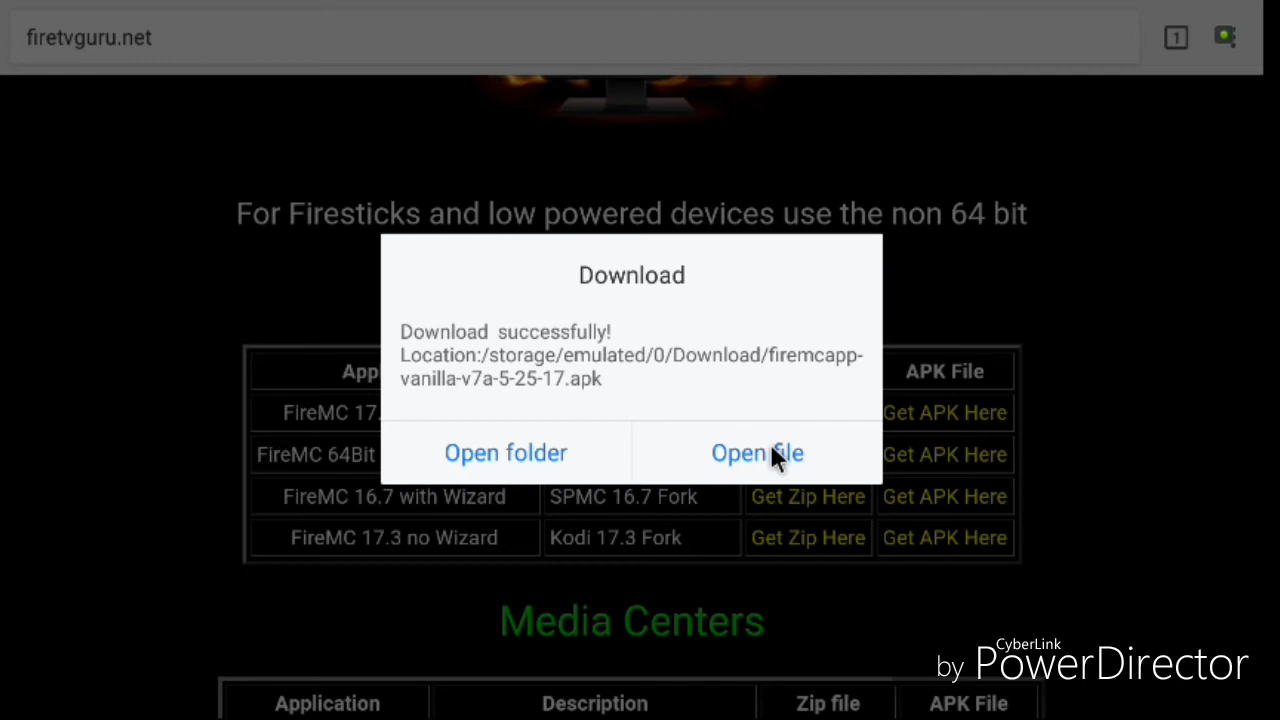 firetvguru.net
1
For Firesticks and low powered devices use the non 64 bit
Download
Download successfully!
Location:/storage/emulated/0/Download/firemcapp-
vanilla-v7a-5-25-17.apk
Open folder
Open file
App
APK File
FireMC 17.
Get APK Here
FireMC 64Bit
Get APK Here
FireMC 16.7 with Wizard
SPMC 16.7 Fork
Get Zip Here
Get APK Here
FireMC 17.3 no Wizard
Kodi 17.3 Fork
Get Zip Here
Get APK Here
Media Centers
by CyberLink PowerDirector
Application
Description
Zip file
APK File